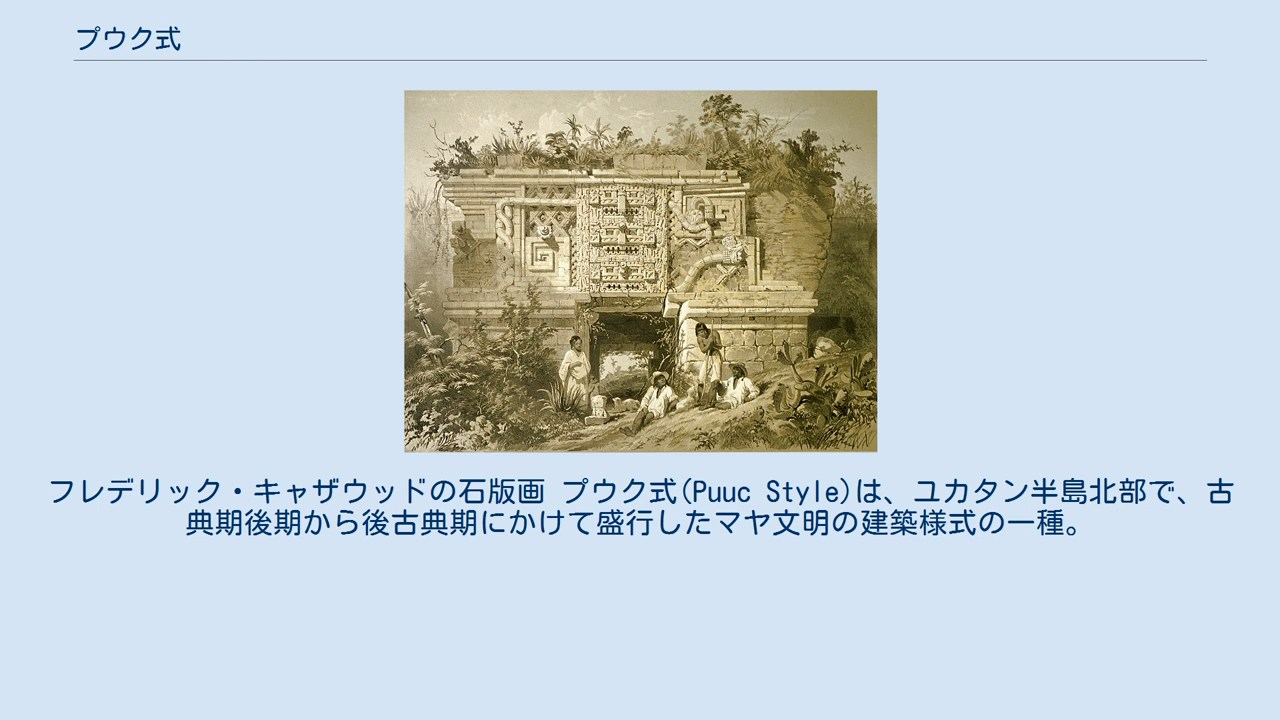 プウク式
フレデリック・キャザウッドの石版画 プウク式(Puuc Style)は、ユカタン半島北部で、古
典期後期から後古典期にかけて盛行したマヤ文明の建築様式の一種。